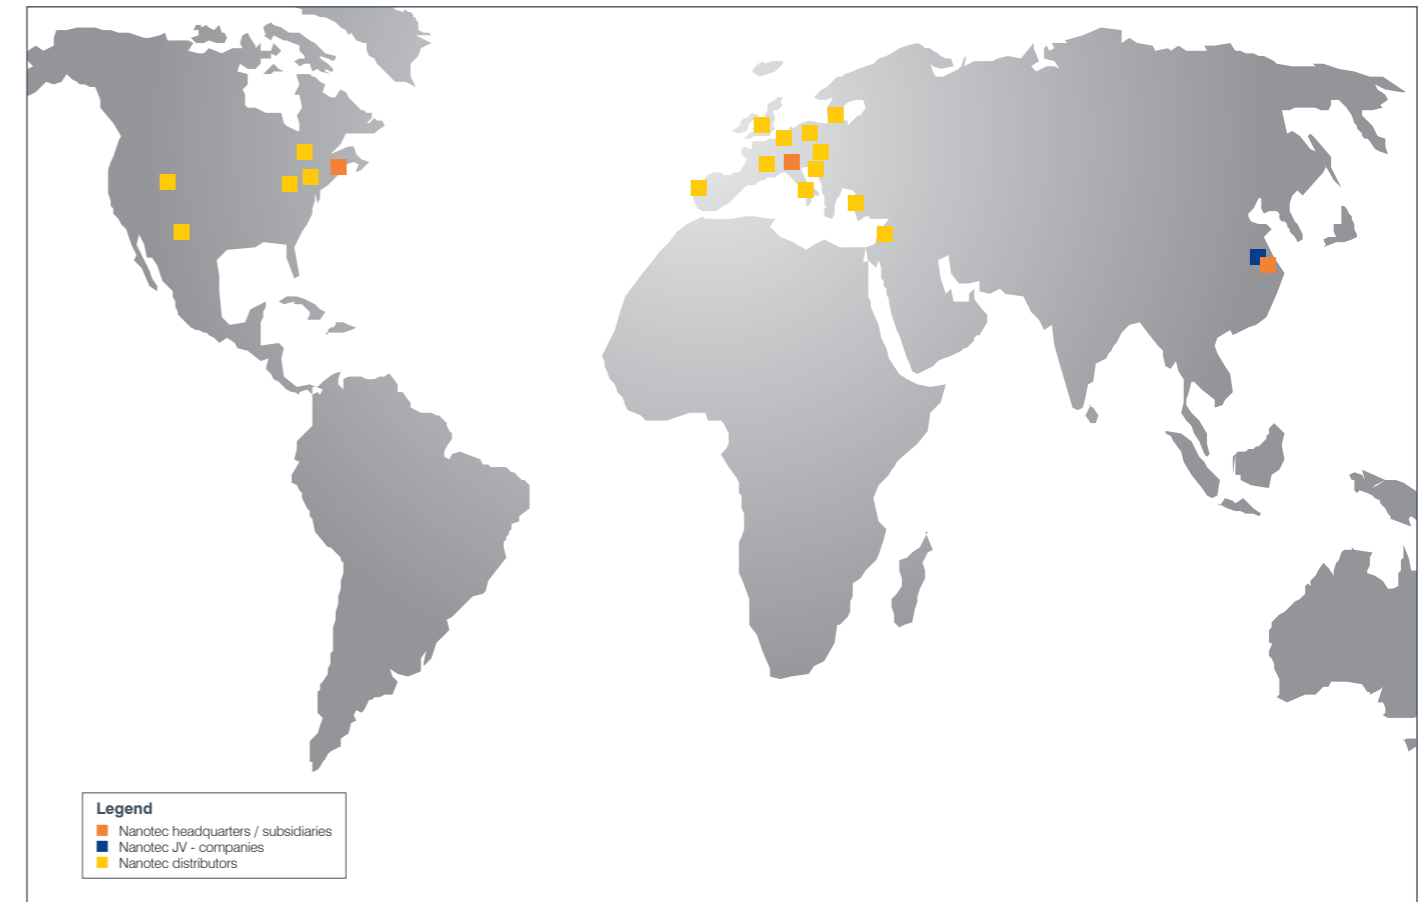 Legend
Nanotec headquarters / subsidiaries
Nanotec JV - companies
Nanotec distributors